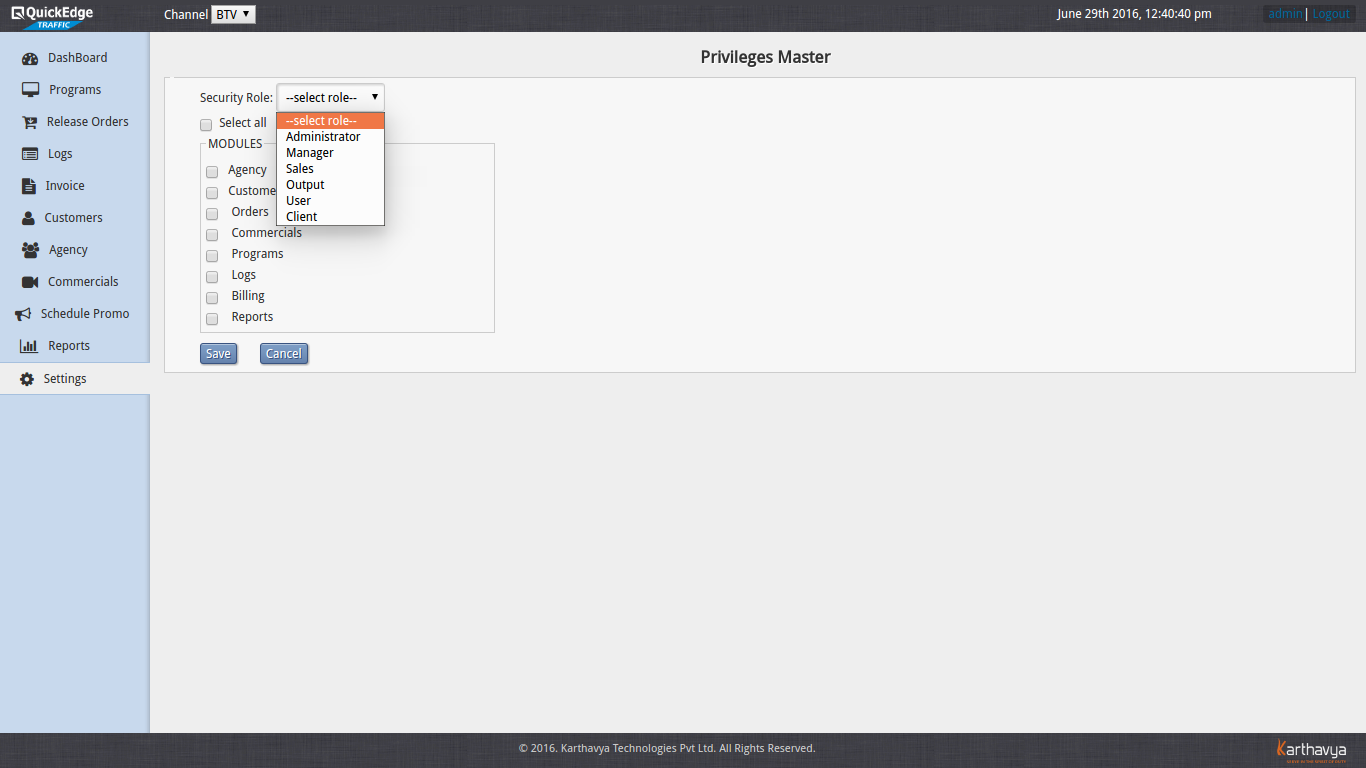 QuickEdge
TRAFFIC
Channel BTV
June 29th 2016, 12:40:40 pm
admin | Logout
DashBoard
Programs
Release Orders
Logs
Invoice
Customers
Agency
Commercials
Schedule Promo
Reports
Settings
Privileges Master
Security Role: --select role--
--select role--
Administrator
Manager
Sales
Output
User
Client
Select all
MODULES
Agency
Custome
Orders
Commercials
Programs
Logs
Billing
Reports
Save Cancel
© 2016. Karthavya Technologies Pvt Ltd. All Rights Reserved.
Karthavya